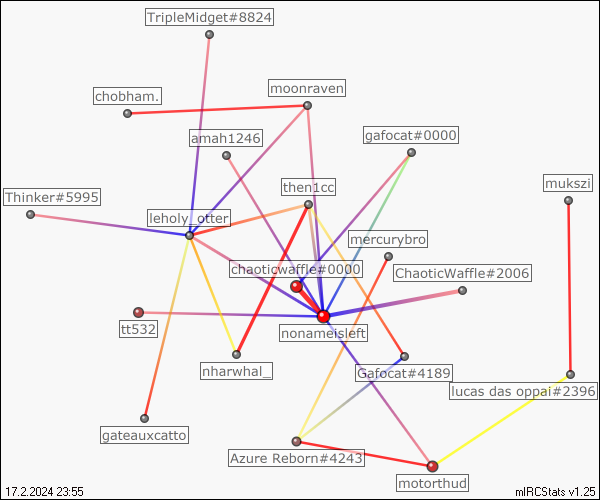 TripleMidget#8824
moonraven
chobham.
amah1246
gafocat#0000
mukszi
then1cc
Thinker#5995
leholy_otter
mercurybro
chaoticwaffle#0000
ChaoticWaffle#2006
tt532
nonameisleft
nharwhal_
Gafocat#4189
lucas das oppai#2396
gateauxcatto
Azure Reborn#4243
motorthud
17.2.2024 23:55
mIRCStats v1.25